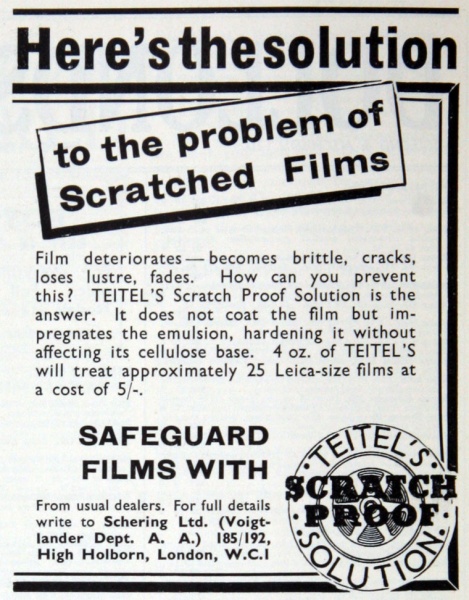 Here's the solution
to the problem of
Scratched Films
Film deteriorates — becomes brittle, cracks,
loses lustre, fades. How can you prevent
this? TEITEL'S Scratch Proof Solution is the
answer. It does not coat the film but im-
pregnates the emulsion, hardening it without
affecting its cellulose base. 4 oz. of TEITEL'S
will treat approximately 25 Leica-size films at
a cost of 5/-.
SAFEGUARD
FILMS WITH
From usual dealers. For full details
write to Schering Ltd. (Voigt-
lander Dept. A. A.) 185/192,
High Holborn, London, W.C.I
TEITEL'S
SCRATCH
PROOF
SOLUTION